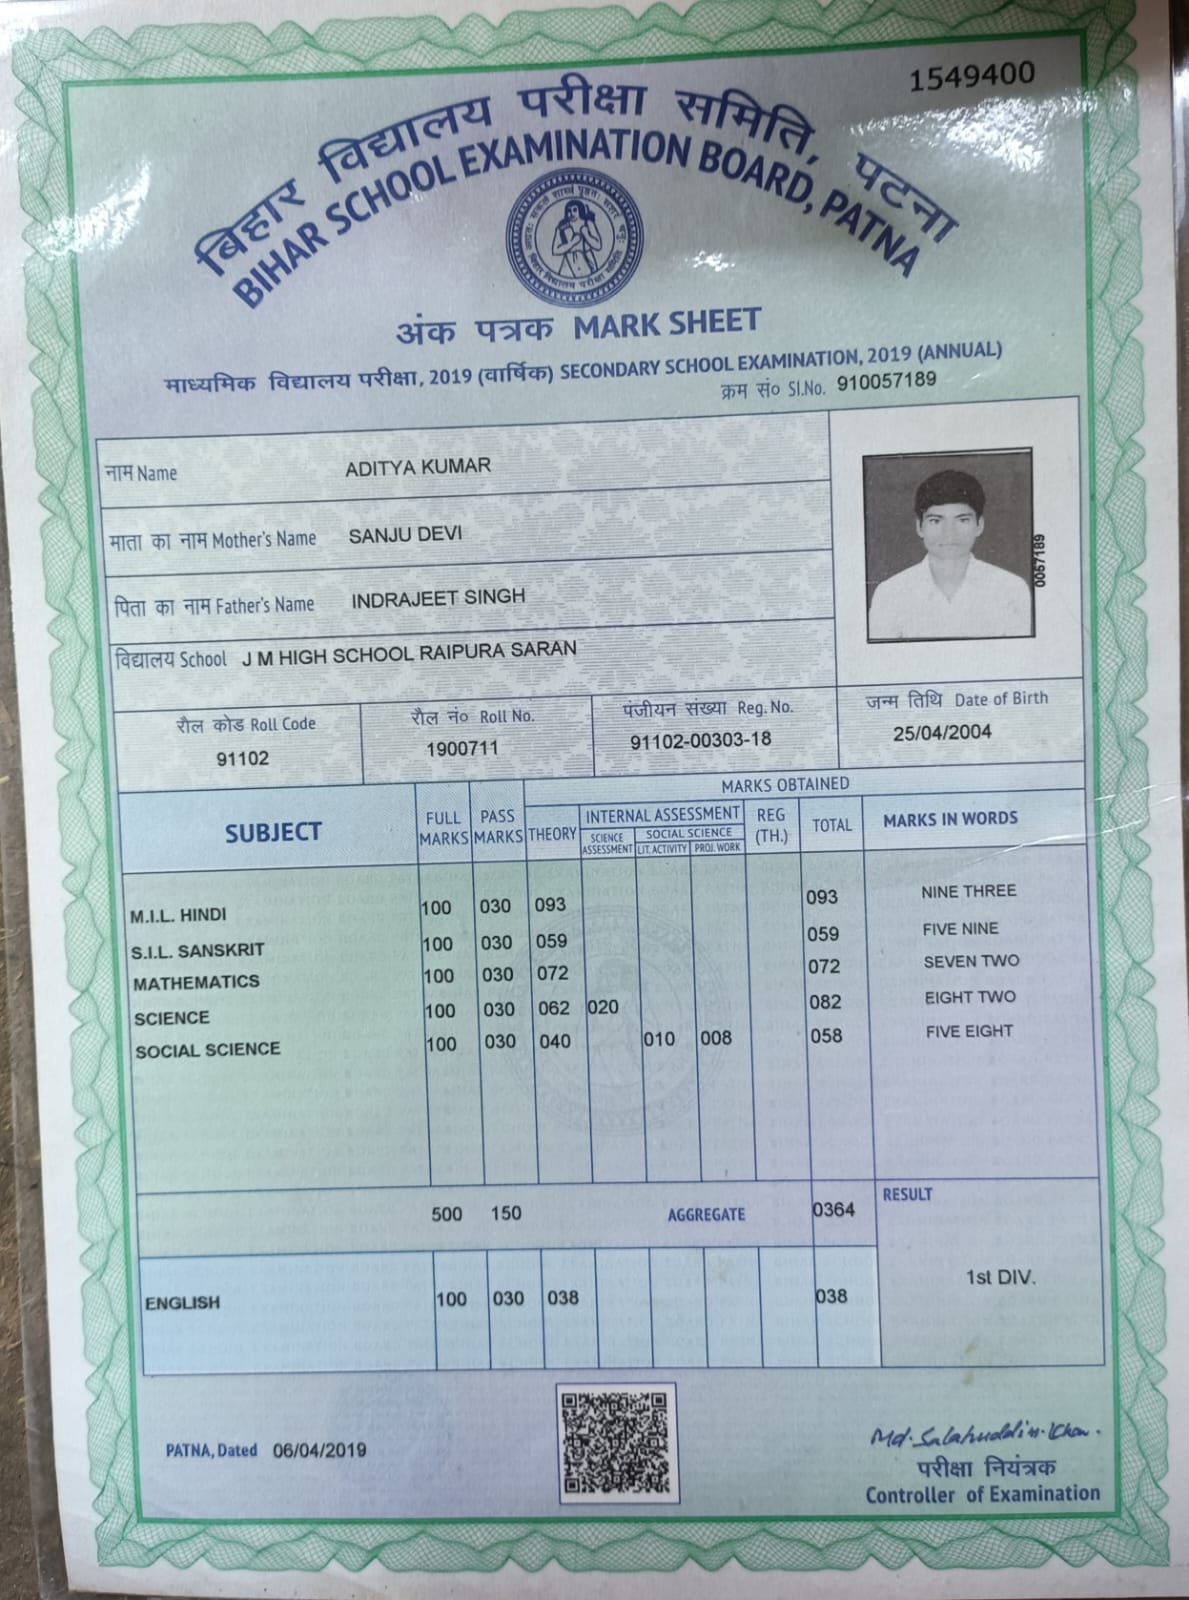 1549400
बिहार विद्यालय परीक्षा समिति, पटना
BIHAR SCHOOL EXAMINATION BOARD, PATNA
अंक पत्रक MARK SHEET
माध्यमिक विद्यालय परीक्षा, 2019 (वार्षिक) SECONDARY SCHOOL EXAMINATION, 2019 (ANNUAL)
क्रम सं० Sl.No. 910057189
नाम Name ADITYA KUMAR
माता का नाम Mother's Name SANJU DEVI
पिता का नाम Father's Name INDRAJEET SINGH
विद्यालय School J M HIGH SCHOOL RAIPURA SARAN
0057189
रौल कोड Roll Code रौल नं० Roll No. पंजीयन संख्या Reg. No. जन्म तिथि Date of Birth
91102 1900711 91102-00303-18 25/04/2004
MARKS OBTAINED
SUBJECT FULL MARKS PASS MARKS THEORY INTERNAL ASSESSMENT REG (TH.) TOTAL MARKS IN WORDS
SCIENCE ASSESSMENT SOCIAL SCIENCE LIT. ACTIVITY PROJ. WORK
M.I.L. HINDI 100 030 093 093 NINE THREE
S.I.L. SANSKRIT 100 030 059 059 FIVE NINE
MATHEMATICS 100 030 072 072 SEVEN TWO
SCIENCE 100 030 062 020 082 EIGHT TWO
SOCIAL SCIENCE 100 030 040 010 008 058 FIVE EIGHT
500 150 AGGREGATE 0364
RESULT
1st DIV.
ENGLISH 100 030 038 038
PATNA, Dated 06/04/2019
Md. Salahuddin Khan.
परीक्षा नियंत्रक
Controller of Examination